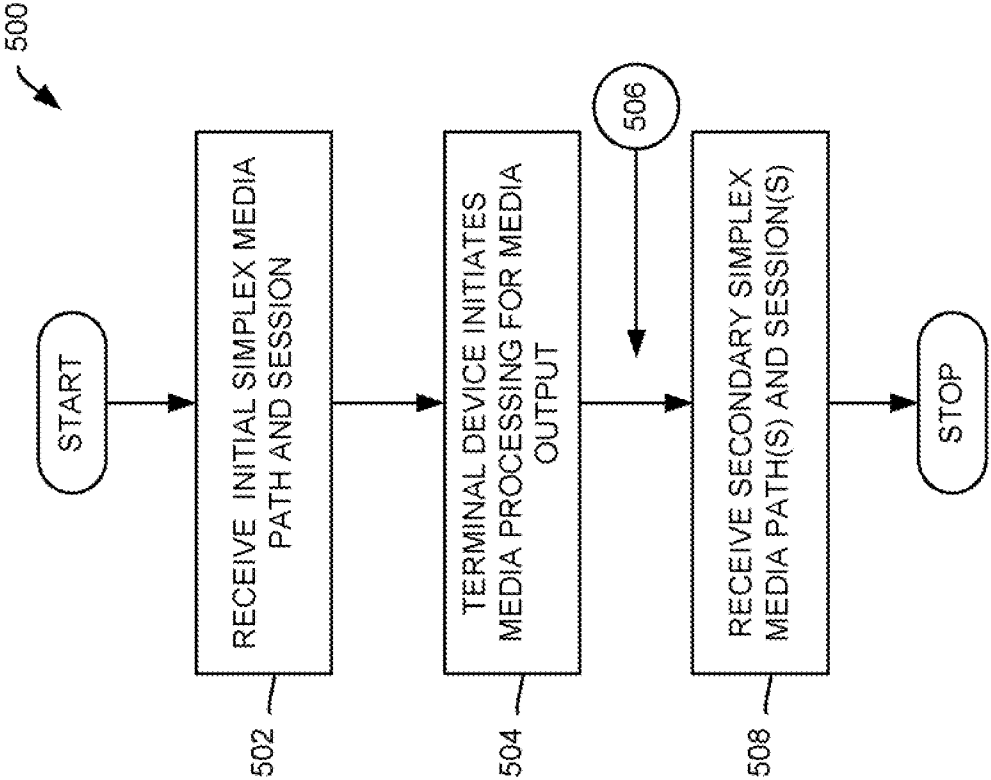 500
START
RECEIVE INITIAL SIMPLEX MEDIA
PATH AND SESSION
502
TERMINAL DEVICE INITIATES
MEDIA PROCESSING FOR MEDIA
OUTPUT
504
506
RECEIVE SECONDARY SIMPLEX
MEDIA PATH(S) AND SESSION(S)
508
STOP